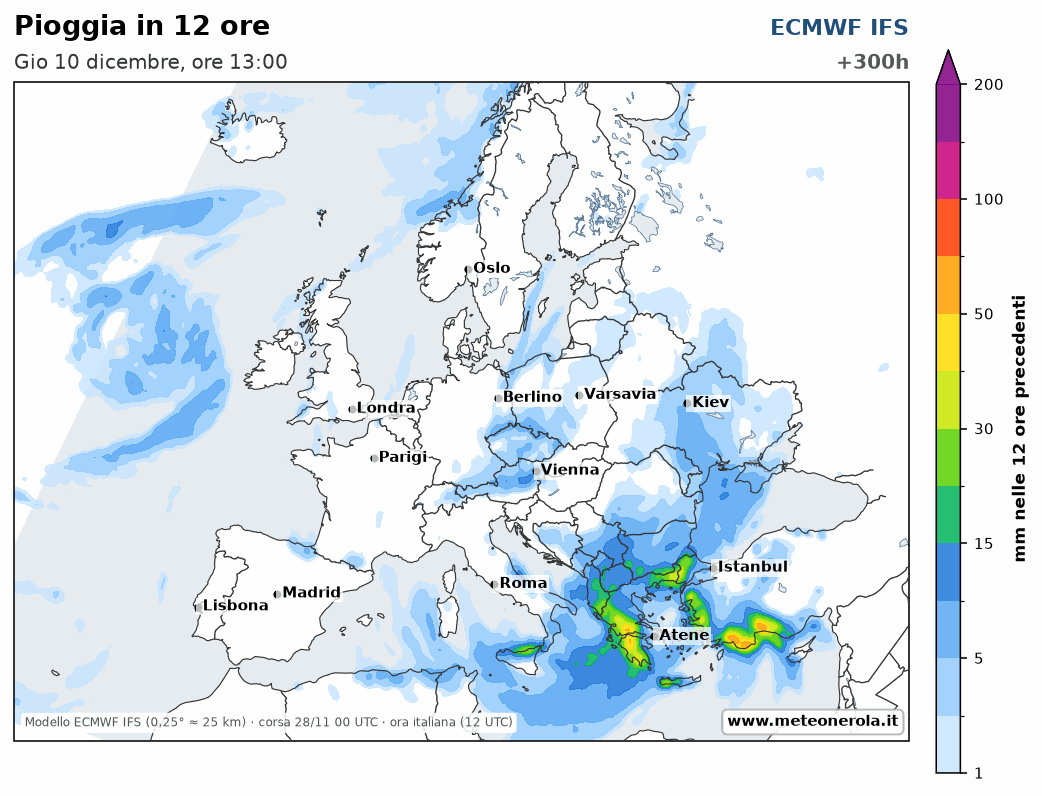 Pioggia in 12 ore
ECMWF IFS
Gio 10 dicembre, ore 13:00
+300h
200
100
50
30
15
5
1
mm nelle 12 ore precedenti
Oslo
Berlino
Varsavia
Kiev
Londra
Parigi
Vienna
Istanbul
Roma
Madrid
Lisbona
Atene
Modello ECMWF IFS (0,25° ≈ 25 km) · corsa 28/11 00 UTC · ora italiana (12 UTC)
www.meteonerola.it